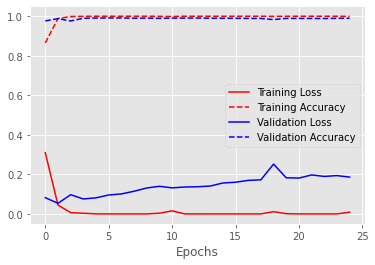 1.0
0.8
0.6
0.4
0.2
0.0
Training Loss
Training Accuracy
Validation Loss
Validation Accuracy
0 5 10 15 20 25
Epochs